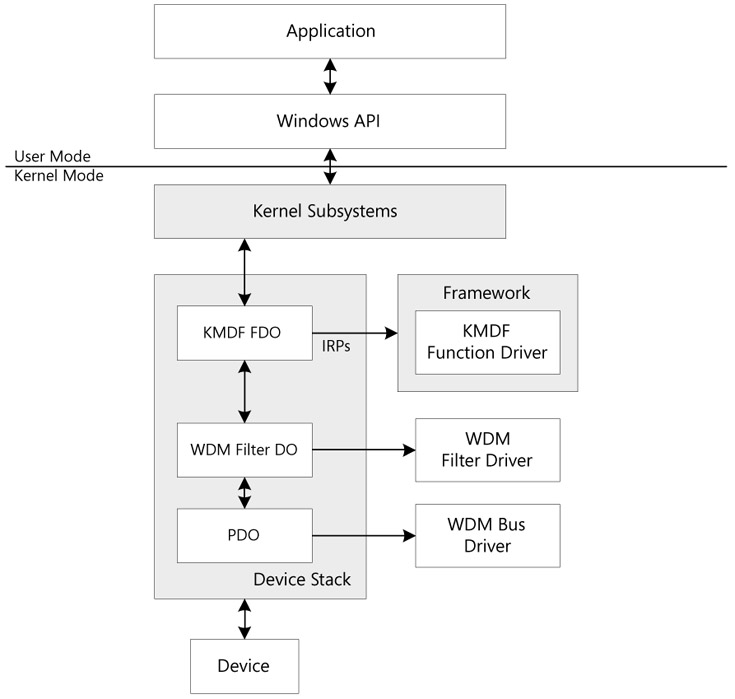 Application
Windows API
User Mode
Kernel Mode
Kernel Subsystems
Framework
KMDF FDO
IRPs
KMDF
Function Driver
WDM Filter DO
WDM
Filter Driver
PDO
WDM Bus
Driver
Device Stack
Device